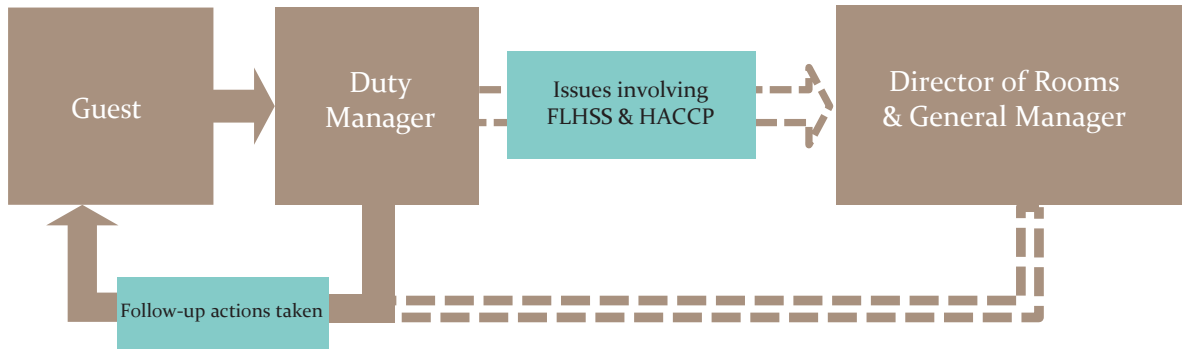 Guest
Duty
Manager
Issues involving
FLHSS & HACCP
Director of Rooms
& General Manager
Follow-up actions taken